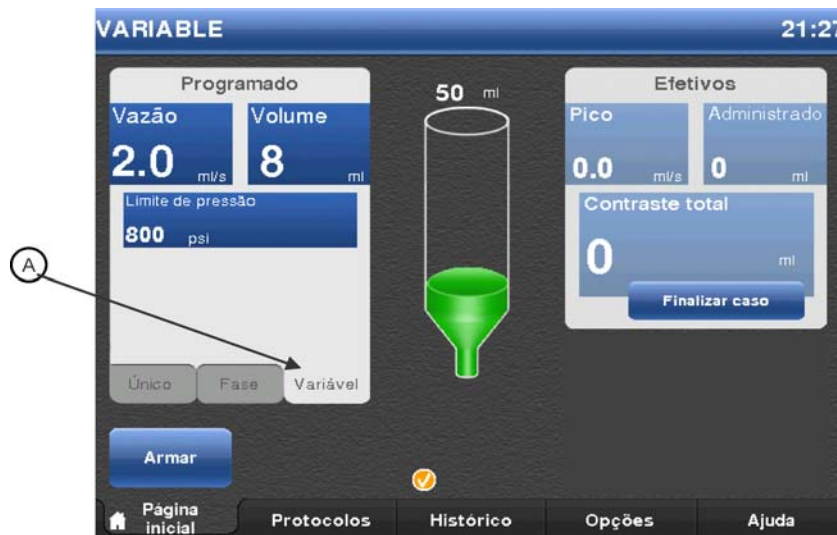 VARIABLE
21:27
Programado
Vazão
2.0 ml/s
Volume
8 ml
Limite de pressão
800 psi
Único
Fase
Variável
Armar
50 ml
Efetivos
Pico
0.0 ml/s
Administrado
0 ml
Contraste total
0 ml
Finalizar caso
A
Página
inicial
Protocolos
Histórico
Opções
Ajuda